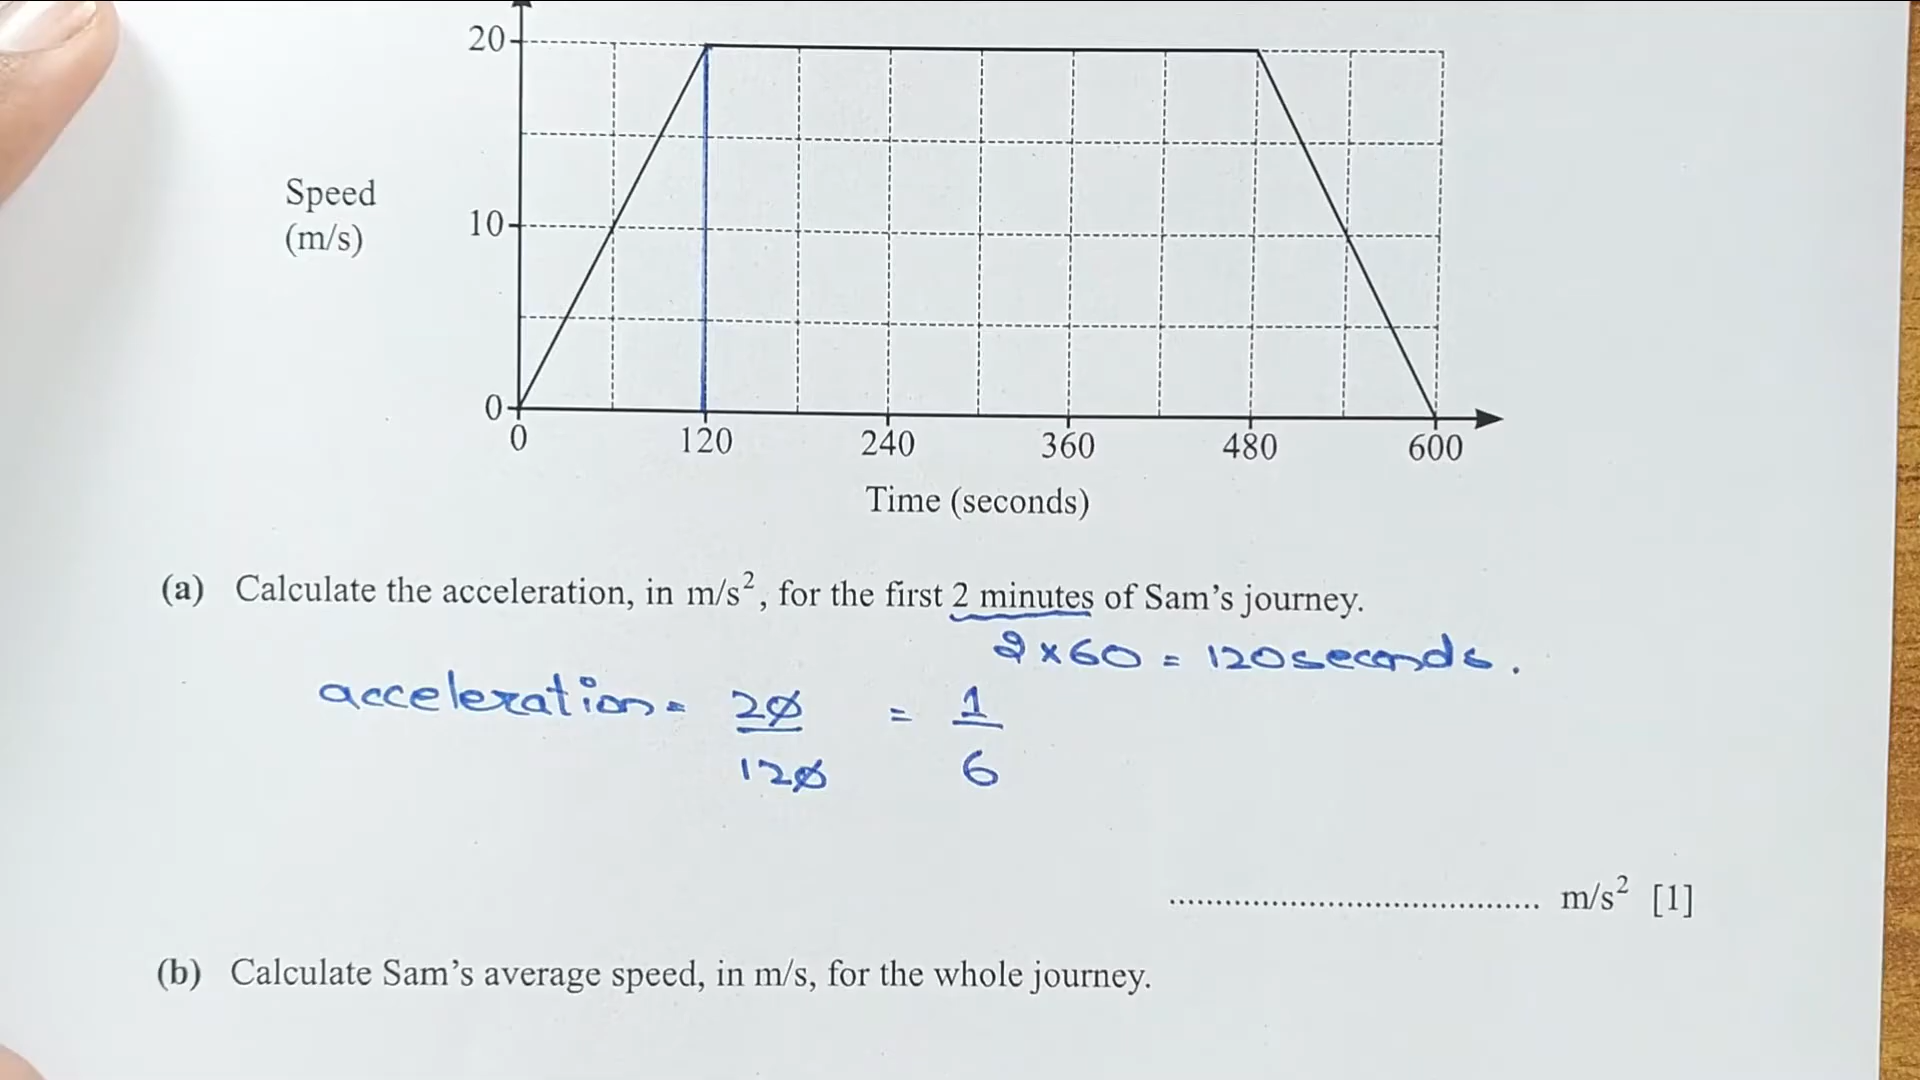 20
Speed
(m/s)
10
0
0 120 240 360 480 600
Time (seconds)
(a) Calculate the acceleration, in m/s², for the first 2 minutes of Sam's journey.
2 x 60 = 120 seconds.
acceleration = 20/120 = 1/6
........................................ m/s² [1]
(b) Calculate Sam's average speed, in m/s, for the whole journey.